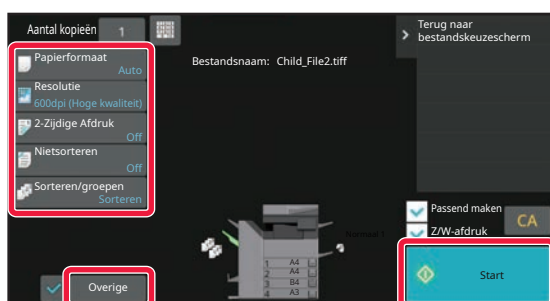 Aantal kopieën 1
Terug naar
bestandskeuzescherm
Papierformaat
Auto
Bestandsnaam: Child_File2.tiff
Resolutie
600dpi (Hoge kwaliteit)
2-Zijdige Afdruk
Off
Nietsorteren
Off
Sorteren/groepen
Sorteren
Passend maken
CA
Z/W-afdruk
Normaal 1
1 A4
2 A4
3 B4
4 A3
Overige
Start